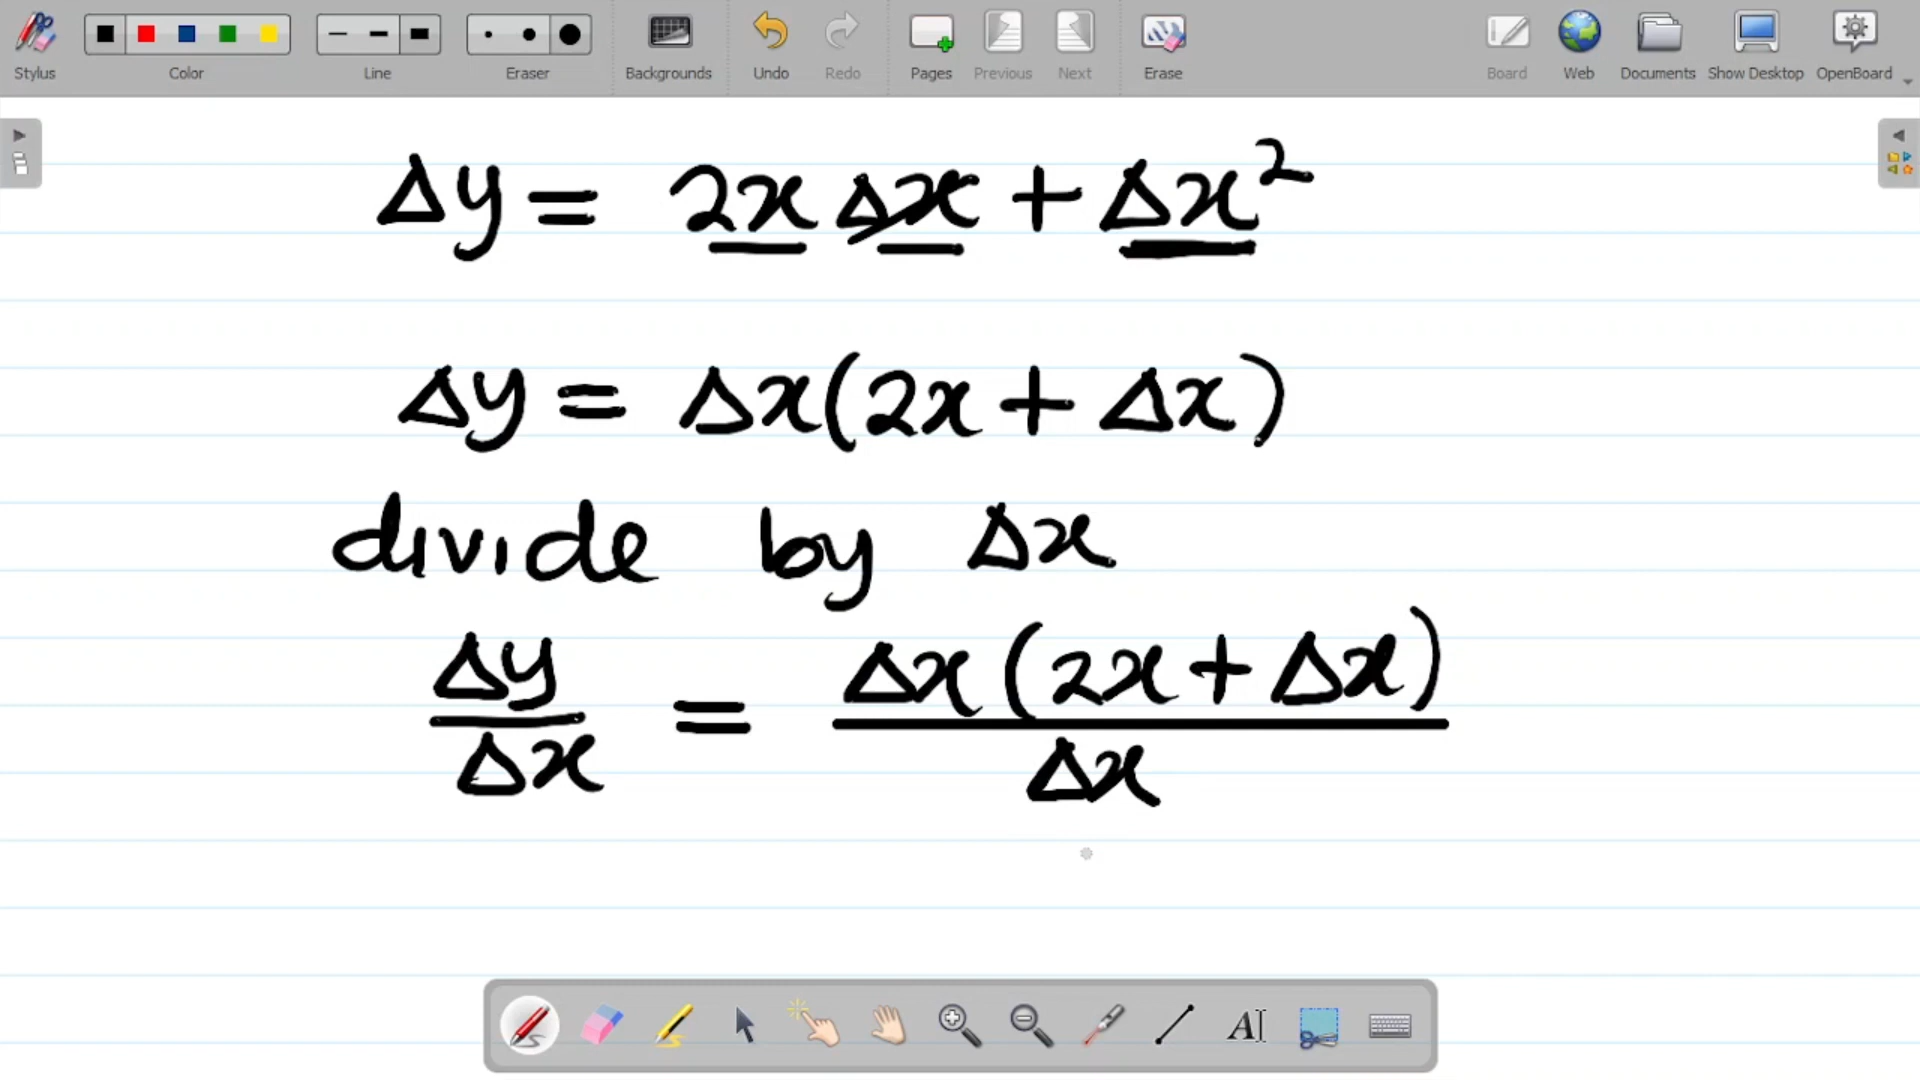 Stylus Color Line Eraser Backgrounds Undo Redo Pages Previous Next Erase Board Web Documents Show Desktop OpenBoard
Δy = 2x Δx + Δx²
Δy = Δx(2x + Δx)
divide by Δx
Δy/Δx = Δx(2x + Δx)/Δx